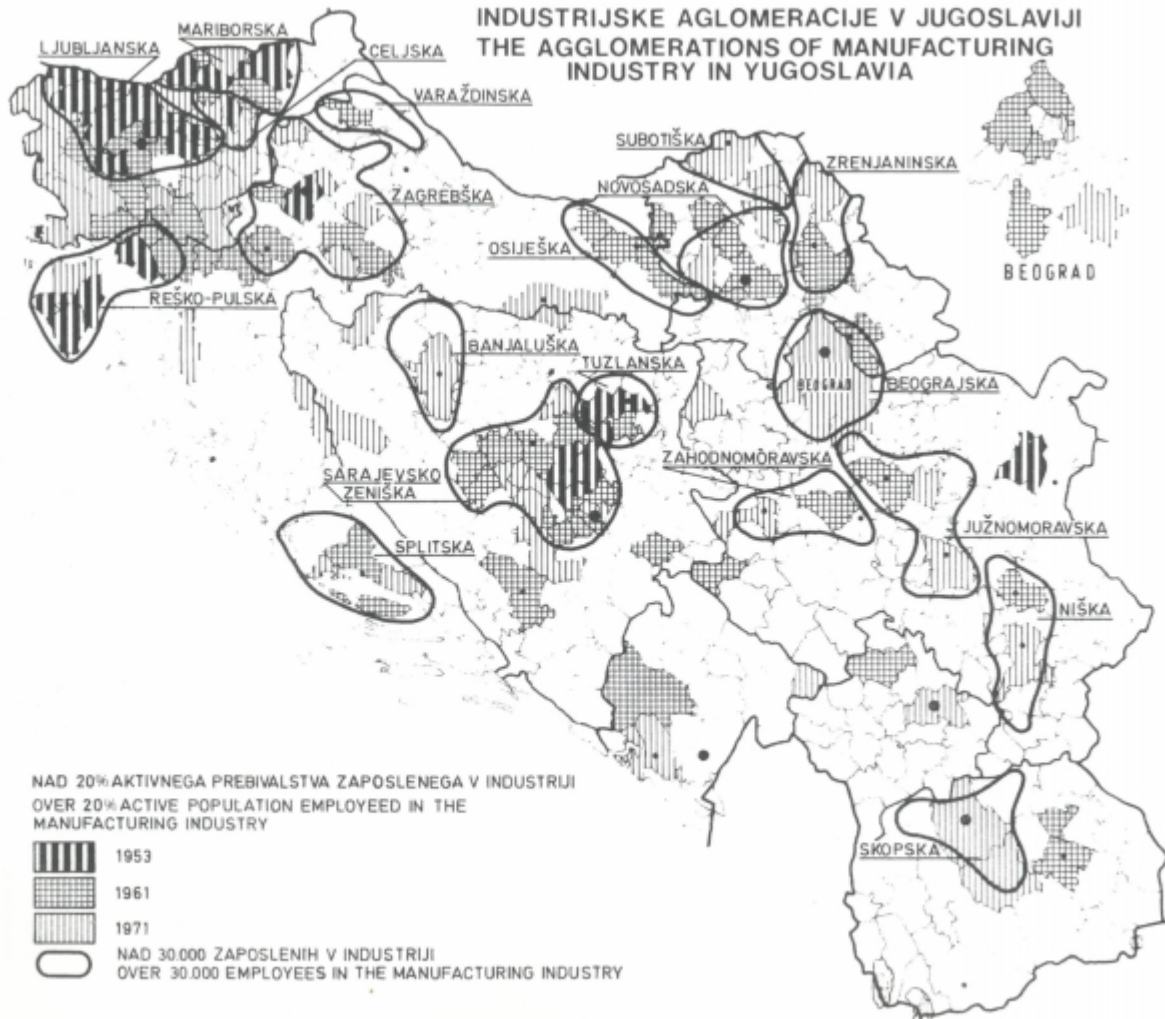 INDUSTRIJSKE AGLOMERACIJE V JUGOSLAVIJI
THE AGGLOMERATIONS OF MANUFACTURING
INDUSTRY IN YUGOSLAVIA
MARIBORSKA
LJUBLJANSKA
CELJSKA
VARAŽDINSKA
SUBOTIŠKA
ZRENJANINSKA
NOVOSADSKA
ZAGREBŠKA
OSIJEŠKA
BEOGRAD
REŠKO-PULSKA
BANJALUŠKA
TUZLANSKA
BEOGRAD
BEOGRAJSKA
ZAHODNOMORAVSKA
SARAJEVSKO
ZENIŠKA
JUŽNOMORAVSKA
SPLITSKA
NIŠKA
SKOPSKA
NAD 20% AKTIVNEGA PREBIVALSTVA ZAPOSLENEGA V INDUSTRIJI
OVER 20% ACTIVE POPULATION EMPLOYEED IN THE
MANUFACTURING INDUSTRY
1953
1961
1971
NAD 30.000 ZAPOSLENIH V INDUSTRIJI
OVER 30.000 EMPLOYEES IN THE MANUFACTURING INDUSTRY